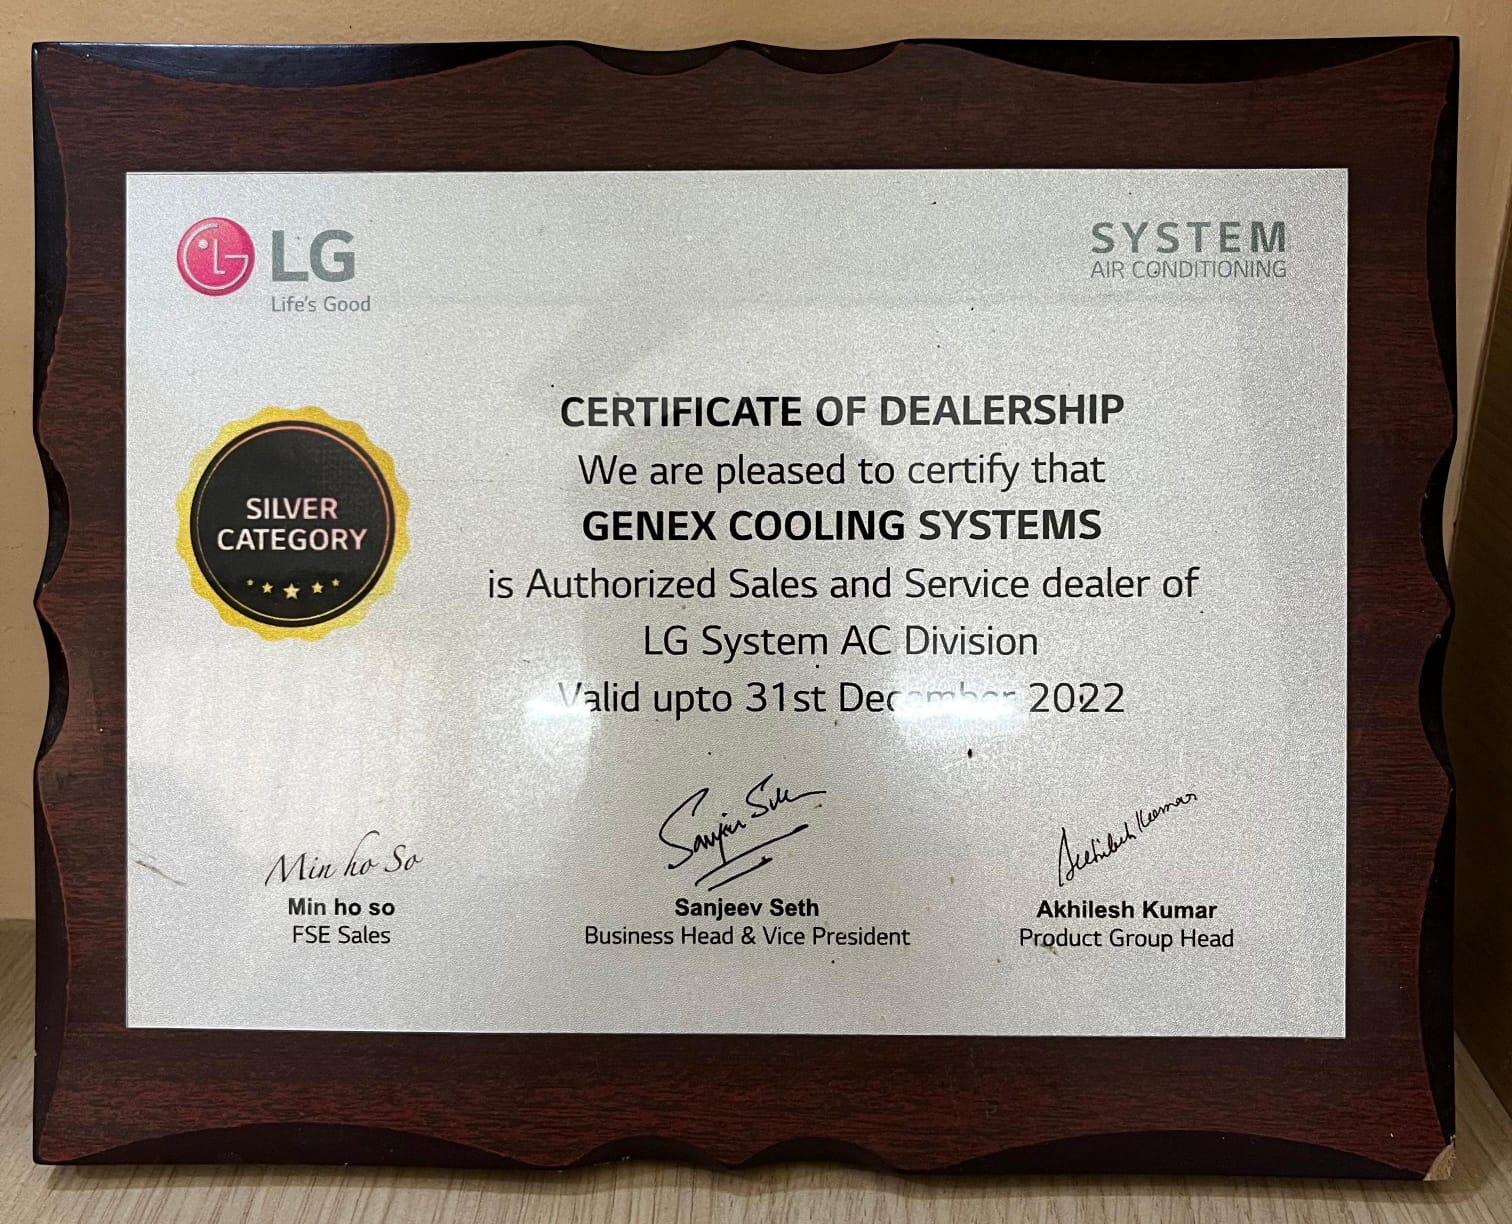 LG
Life's Good
SYSTEM
AIR CONDITIONING
SILVER
CATEGORY
CERTIFICATE OF DEALERSHIP
We are pleased to certify that
GENEX COOLING SYSTEMS
is Authorized Sales and Service dealer of
LG System AC Division
Valid upto 31st December 2022
Min ho So
Min ho so
FSE Sales
Sanjeev Seth
Sanjeev Seth
Business Head & Vice President
Akhilesh Kumar
Akhilesh Kumar
Product Group Head